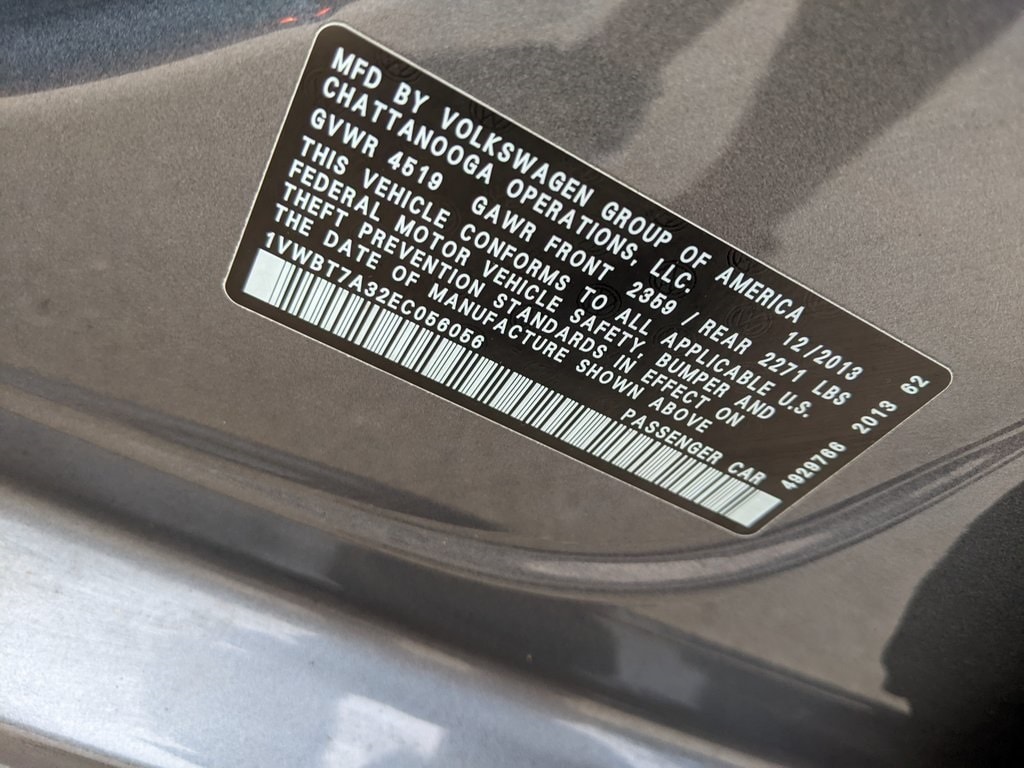 MFD BY VOLKSWAGEN GROUP OF AMERICA
CHATTANOOGA OPERATIONS, LLC. 12/2013
GVWR 4519 GAWR FRONT 2359 / REAR 2271 LBS
THIS VEHICLE CONFORMS TO ALL APPLICABLE U.S.
FEDERAL MOTOR VEHICLE SAFETY, BUMPER AND
THEFT PREVENTION STANDARDS IN EFFECT ON
THE DATE OF MANUFACTURE SHOWN ABOVE
1VWBT7A32EC056056 PASSENGER CAR
4929766 2013 62